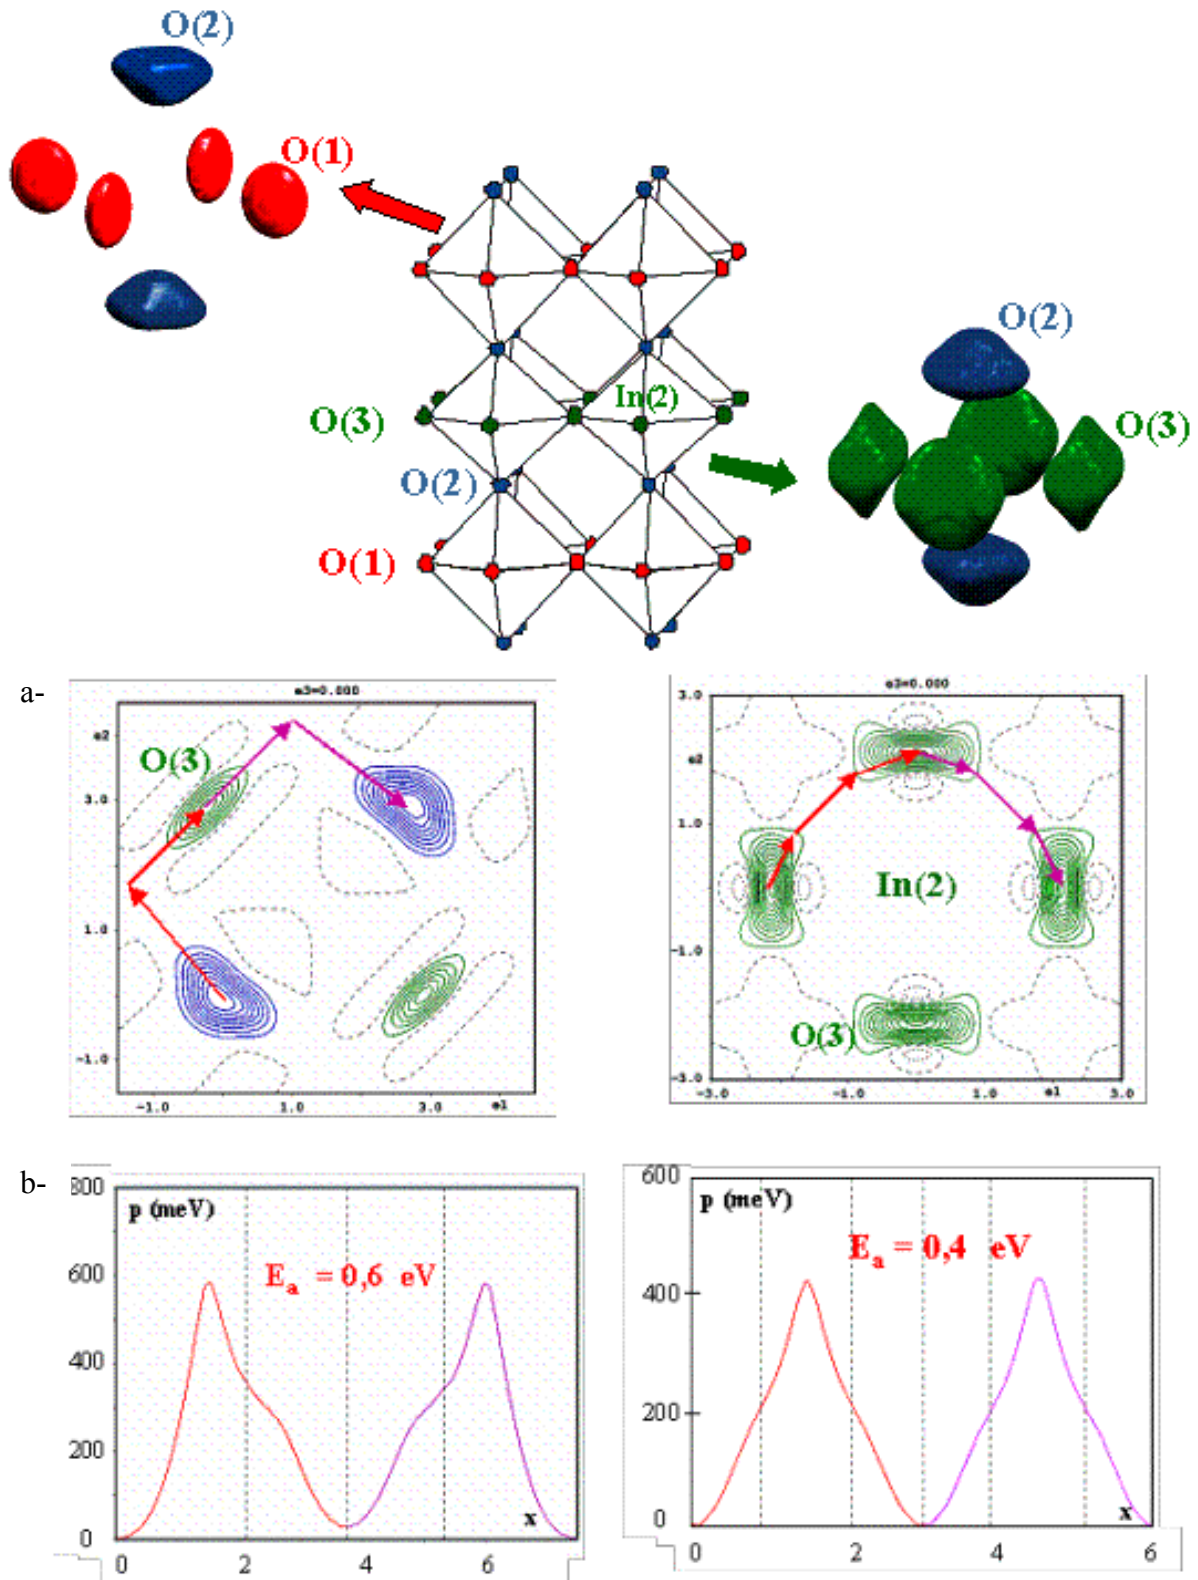 O(2)
O(1)
In(2)
O(3)
O(2)
O(1)
O(2)
O(3)
a-
e3=0.000
e2
O(3)
3.0
1.0
-1.0
-1.0
1.0
3.0
e1
e3=0.000
3.0
e2
1.0
In(2)
-1.0
O(3)
-3.0
-3.0
-1.0
1.0
e1
3.0
b-
800
p (meV)
600
Ea = 0,6 eV
400
200
x
0
0
2
4
6
600
p (meV)
Ea = 0,4 eV
400
200
x
0
0
2
4
6